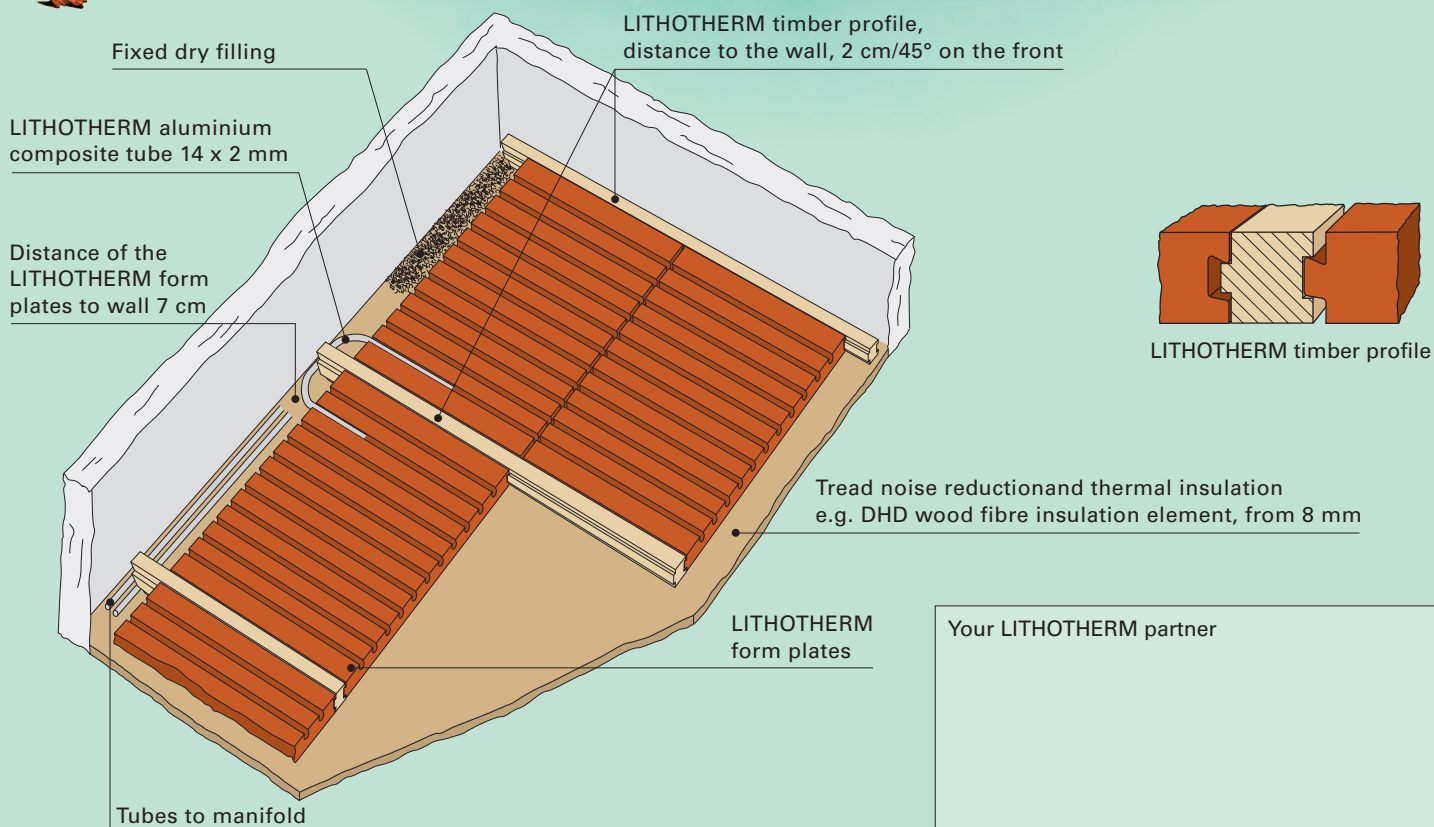 LITHOTHERM timber profile,
distance to the wall, 2 cm/45° on the front
Fixed dry filling
LITHOTHERM aluminium
composite tube 14 x 2 mm
Distance of the
LITHOTHERM form
plates to wall 7 cm
LITHOTHERM timber profile
Tread noise reductionand thermal insulation
e.g. DHD wood fibre insulation element, from 8 mm
LITHOTHERM
form plates
Your LITHOTHERM partner
Tubes to manifold